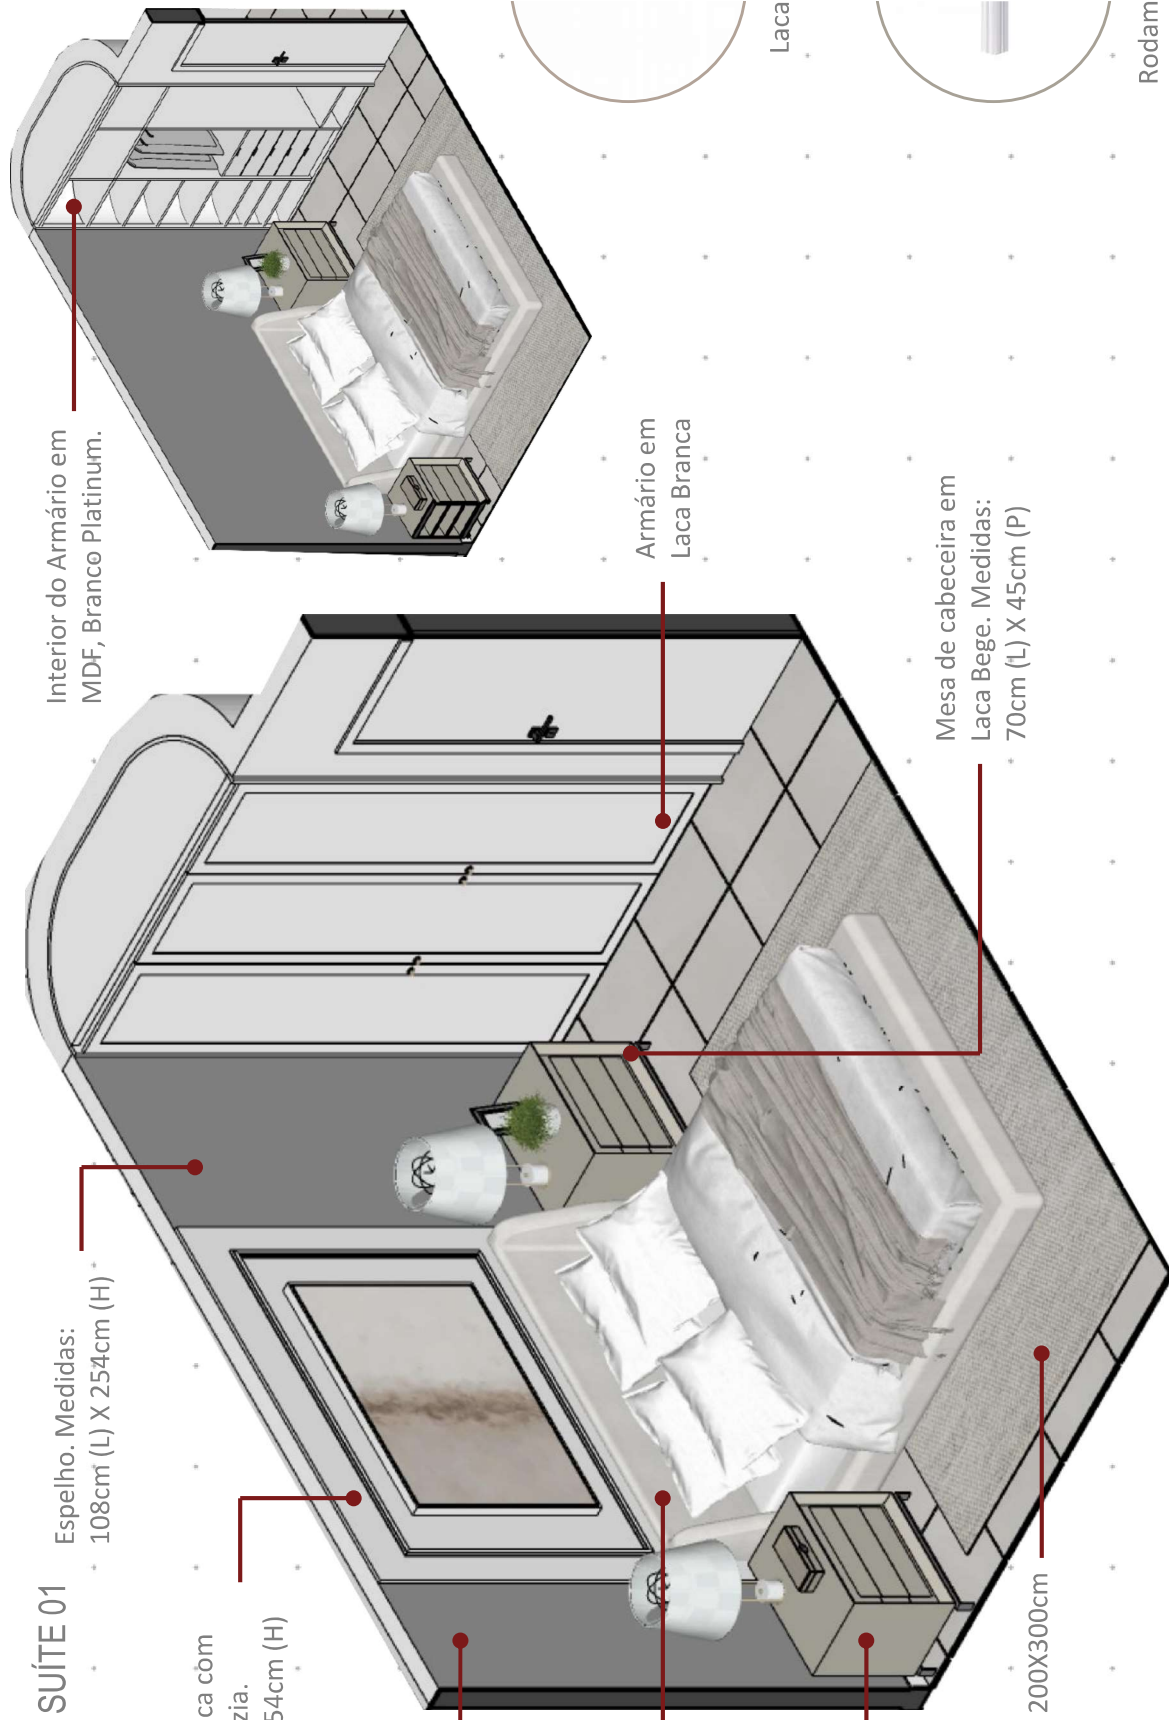 SUÍTE 01
Espelho. Medidas:
108cm (L) X 254cm (H)
ca com
zia.
54cm (H)
200X300cm
Interior do Armário em
MDF, Branco Platinum.
Armário em
Laca Branca
Mesa de cabeceira em
Laca Bege. Medidas:
70cm (L) X 45cm (P)
Laca
Rodam